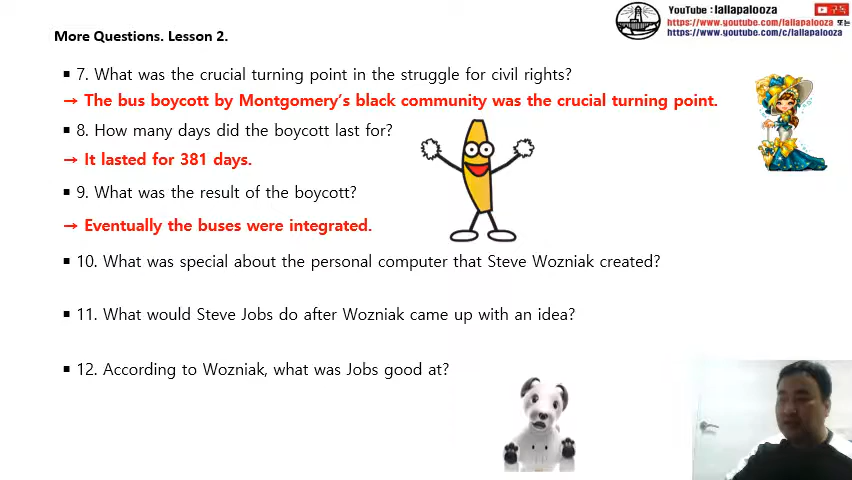 YouTube : lallapalooza
구독
https://www.youtube.com/lallapalooza 또는
https://www.youtube.com/c/lallapalooza
More Questions. Lesson 2.
▪ 7. What was the crucial turning point in the struggle for civil rights?
→ The bus boycott by Montgomery's black community was the crucial turning point.
▪ 8. How many days did the boycott last for?
→ It lasted for 381 days.
▪ 9. What was the result of the boycott?
→ Eventually the buses were integrated.
▪ 10. What was special about the personal computer that Steve Wozniak created?
▪ 11. What would Steve Jobs do after Wozniak came up with an idea?
▪ 12. According to Wozniak, what was Jobs good at?